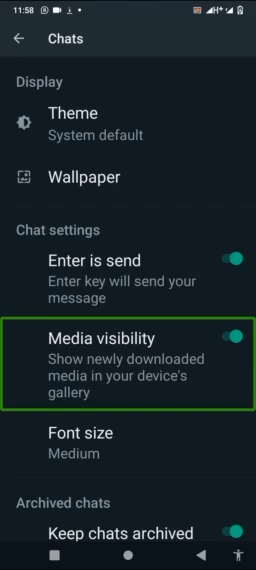 11:58
H+
Chats
Display
Theme
System default
Wallpaper
Chat settings
Enter is send
Enter key will send your
message
Media visibility
Show newly downloaded
media in your device's
gallery
Font size
Medium
Archived chats
Keep chats archived